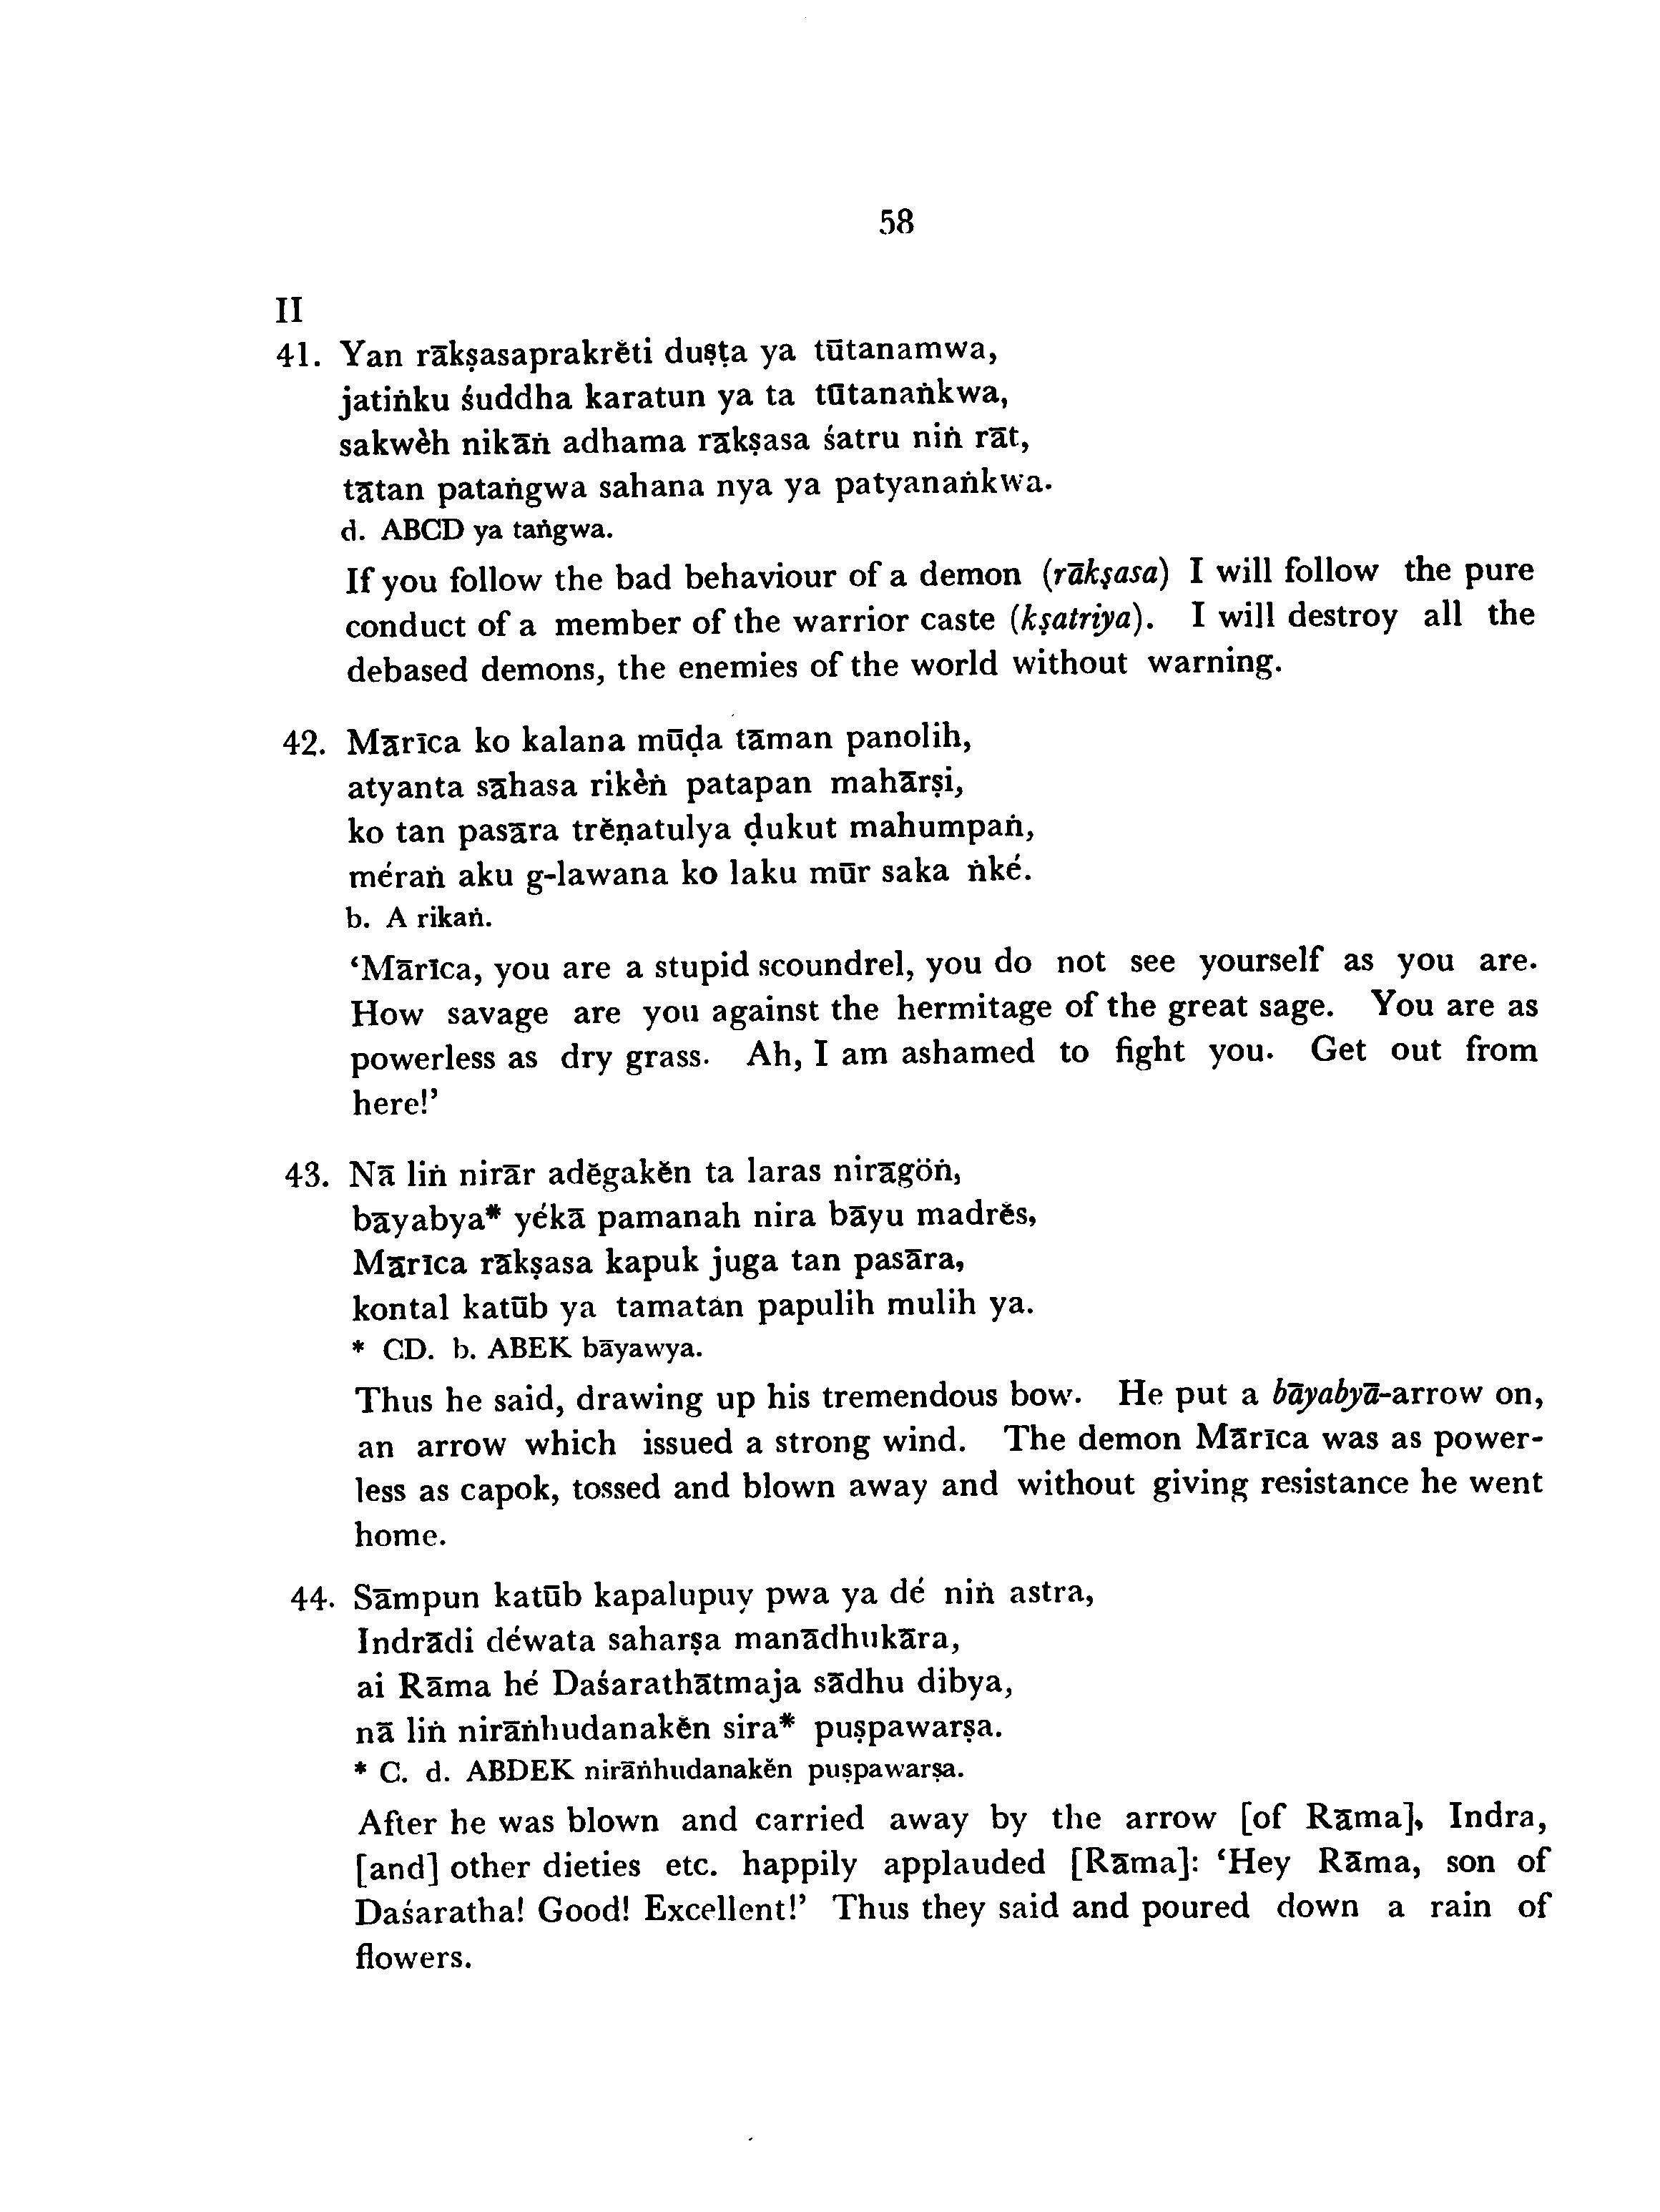 58
II
41. Yan rākṣasaprakrĕti duṣṭa ya tūtanamwa,
jatiṅku śuddha karatun ya ta tūtanaṅkwa,
sakwèh nikāṅ adhama rākṣasa śatru niṅ rāt,
tātan pataṅgwa sahana nya ya patyanaṅkwa.
d. ABCD ya taṅgwa.
If you follow the bad behaviour of a demon (rākṣasa) I will follow the pure
conduct of a member of the warrior caste (kṣatriya). I will destroy all the
debased demons, the enemies of the world without warning.
42. Mārīca ko kalana mūḍa tāman panolih,
atyanta sāhasa rikèṅ patapan mahārṣi,
ko tan pasāra trĕṇatulya ḍukut mahumpaṅ,
méraṅ aku g-lawana ko laku mūr saka ṅké.
b. A rikaṅ.
‘Mārīca, you are a stupid scoundrel, you do not see yourself as you are.
How savage are you against the hermitage of the great sage. You are as
powerless as dry grass. Ah, I am ashamed to fight you. Get out from
here!’
43. Nā liṅ nirār adĕgakĕn ta laras nirāgöṅ,
bāyabya* yékā pamanah nira bāyu madrĕs,
Mārīca rākṣasa kapuk juga tan pasāra,
kontal katūb ya tamatan papulih mulih ya.
* CD. b. ABEK bāyawya.
Thus he said, drawing up his tremendous bow. He put a bāyabyā-arrow on,
an arrow which issued a strong wind. The demon Mārīca was as power-
less as capok, tossed and blown away and without giving resistance he went
home.
44. Sāmpun katūb kapalupuy pwa ya dé niṅ astra,
Indrādi déwata saharṣa manādhukāra,
ai Rāma hé Daśarathātmaja sādhu dibya,
nā liṅ nirāṅhudanakĕn sira* puṣpawarṣa.
* C. d. ABDEK nirāṅhudanakĕn puṣpawarṣa.
After he was blown and carried away by the arrow [of Rāma], Indra,
[and] other dieties etc. happily applauded [Rāma]: ‘Hey Rāma, son of
Daśaratha! Good! Excellent!’ Thus they said and poured down a rain of
flowers.